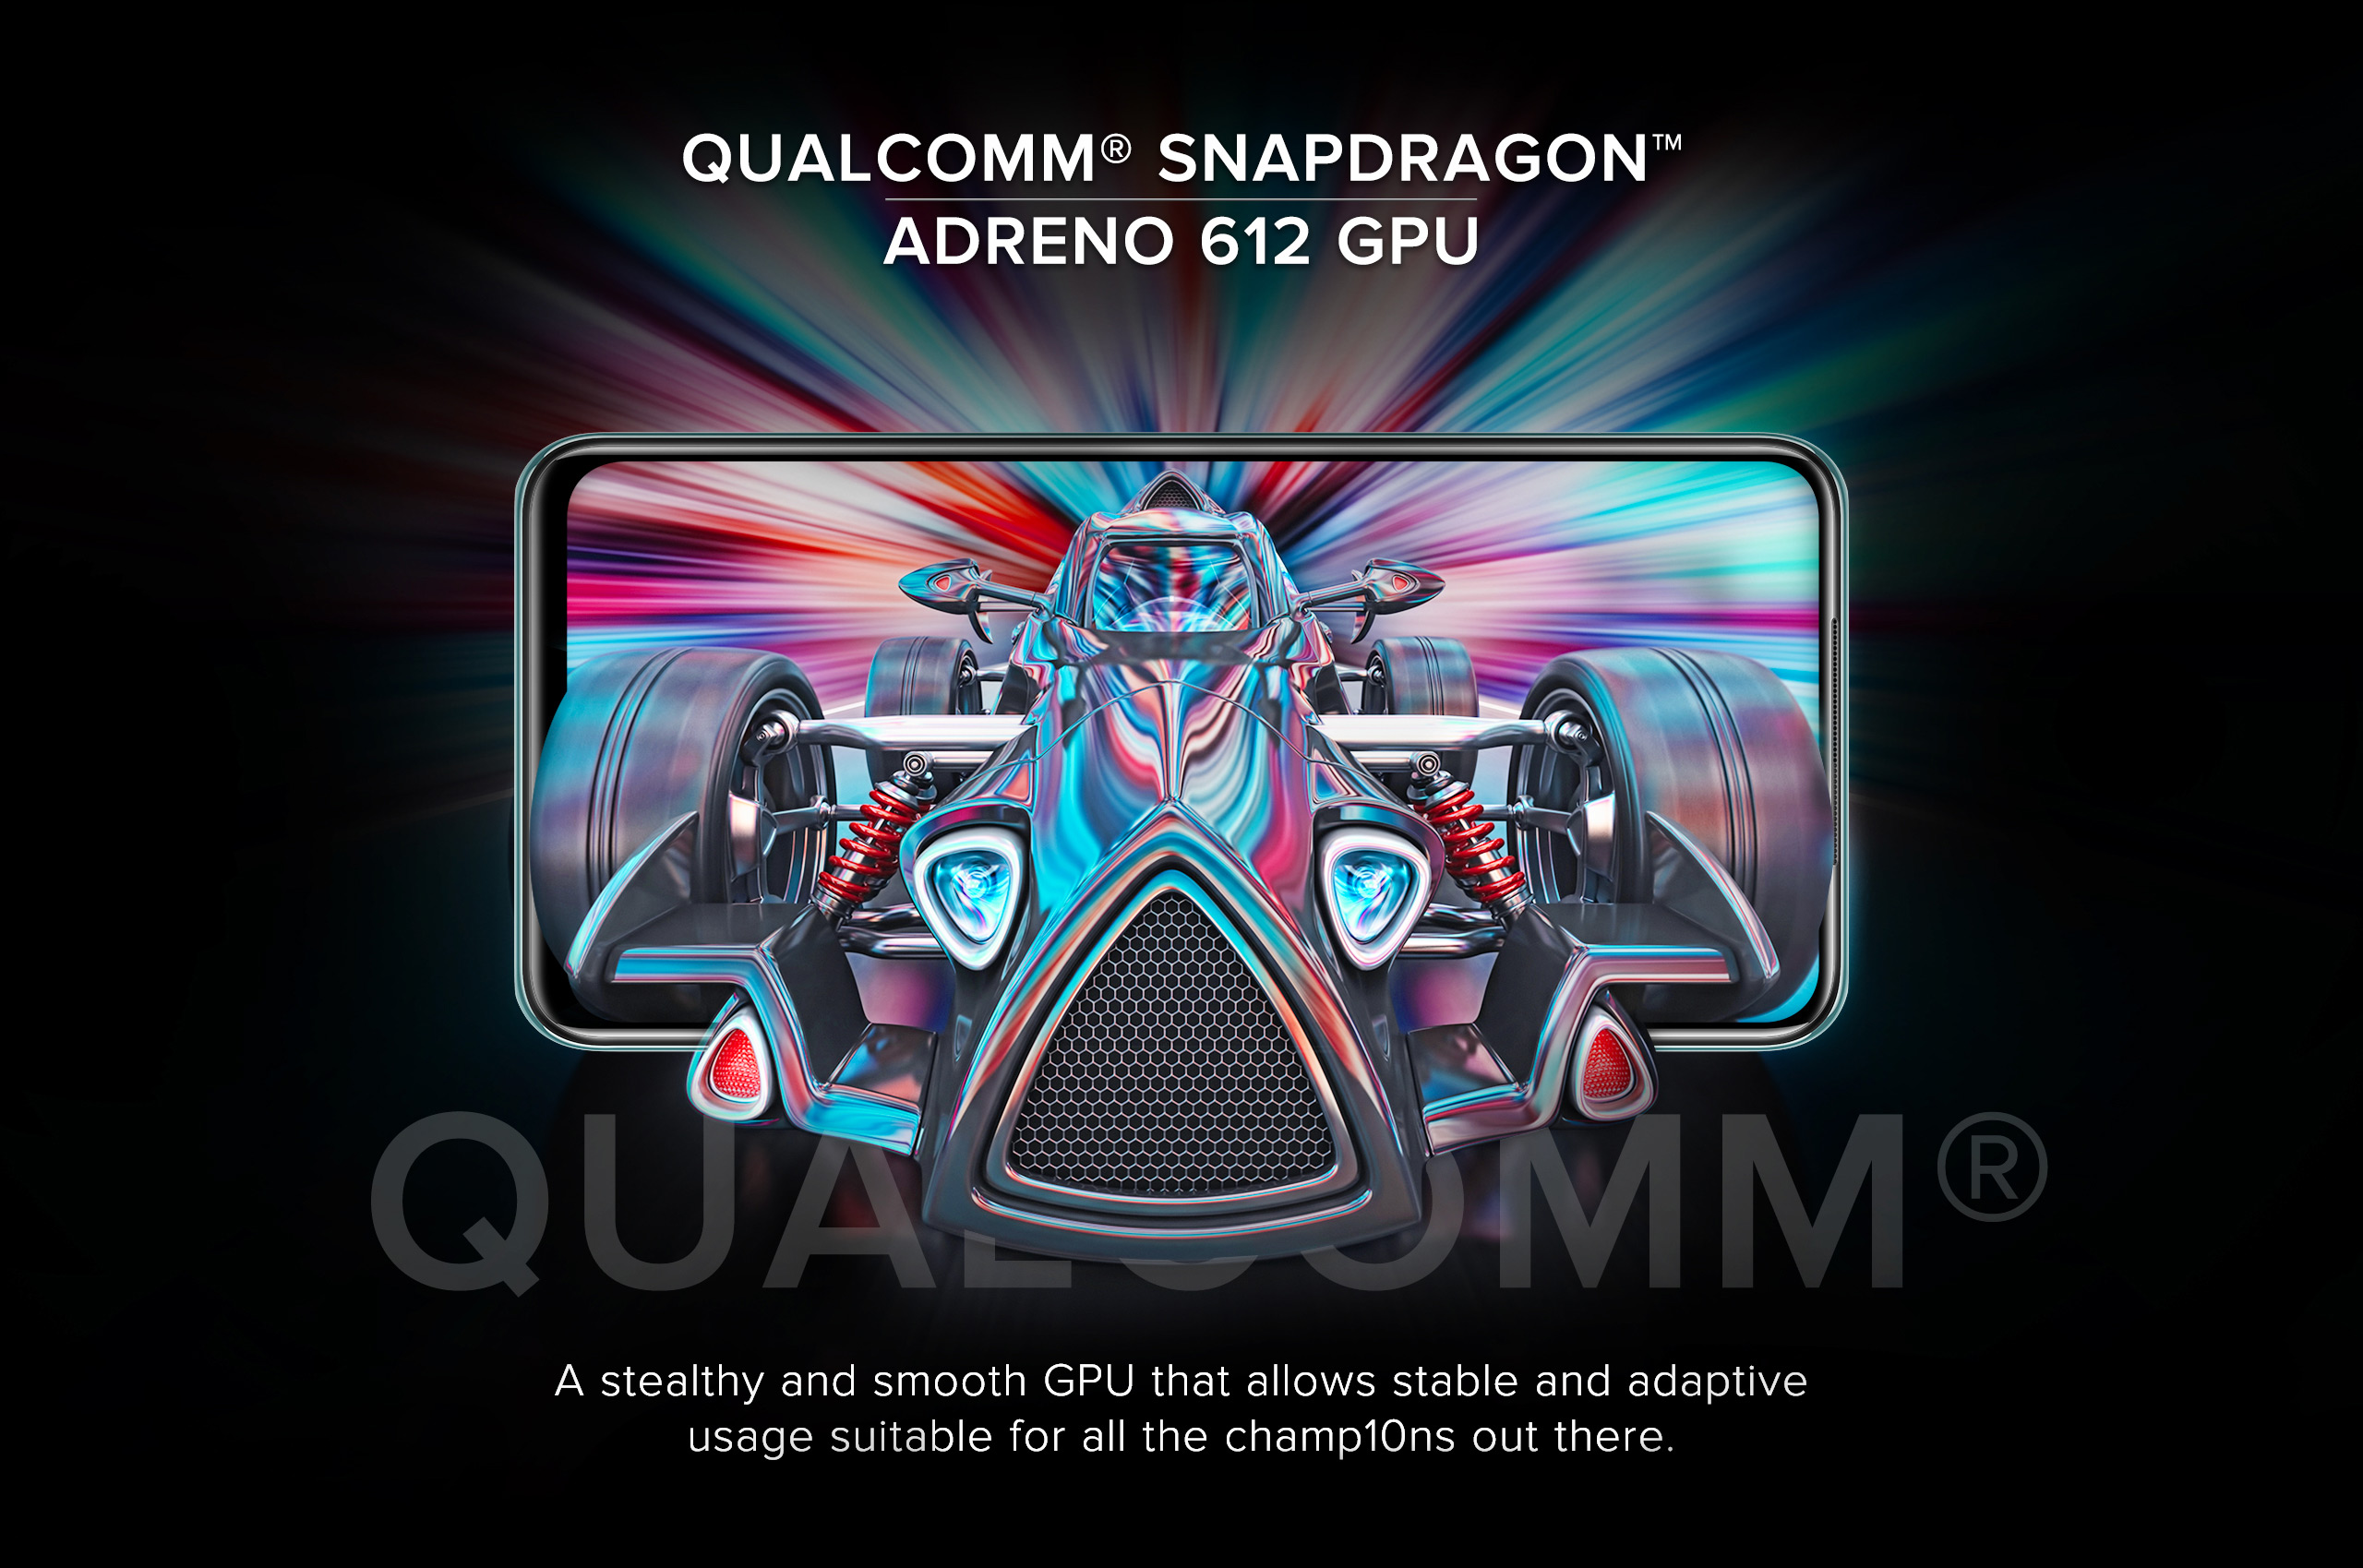 QUALCOMM® SNAPDRAGON™
ADRENO 612 GPU
QUALCOMM®
A stealthy and smooth GPU that allows stable and adaptive
usage suitable for all the champ10ns out there.